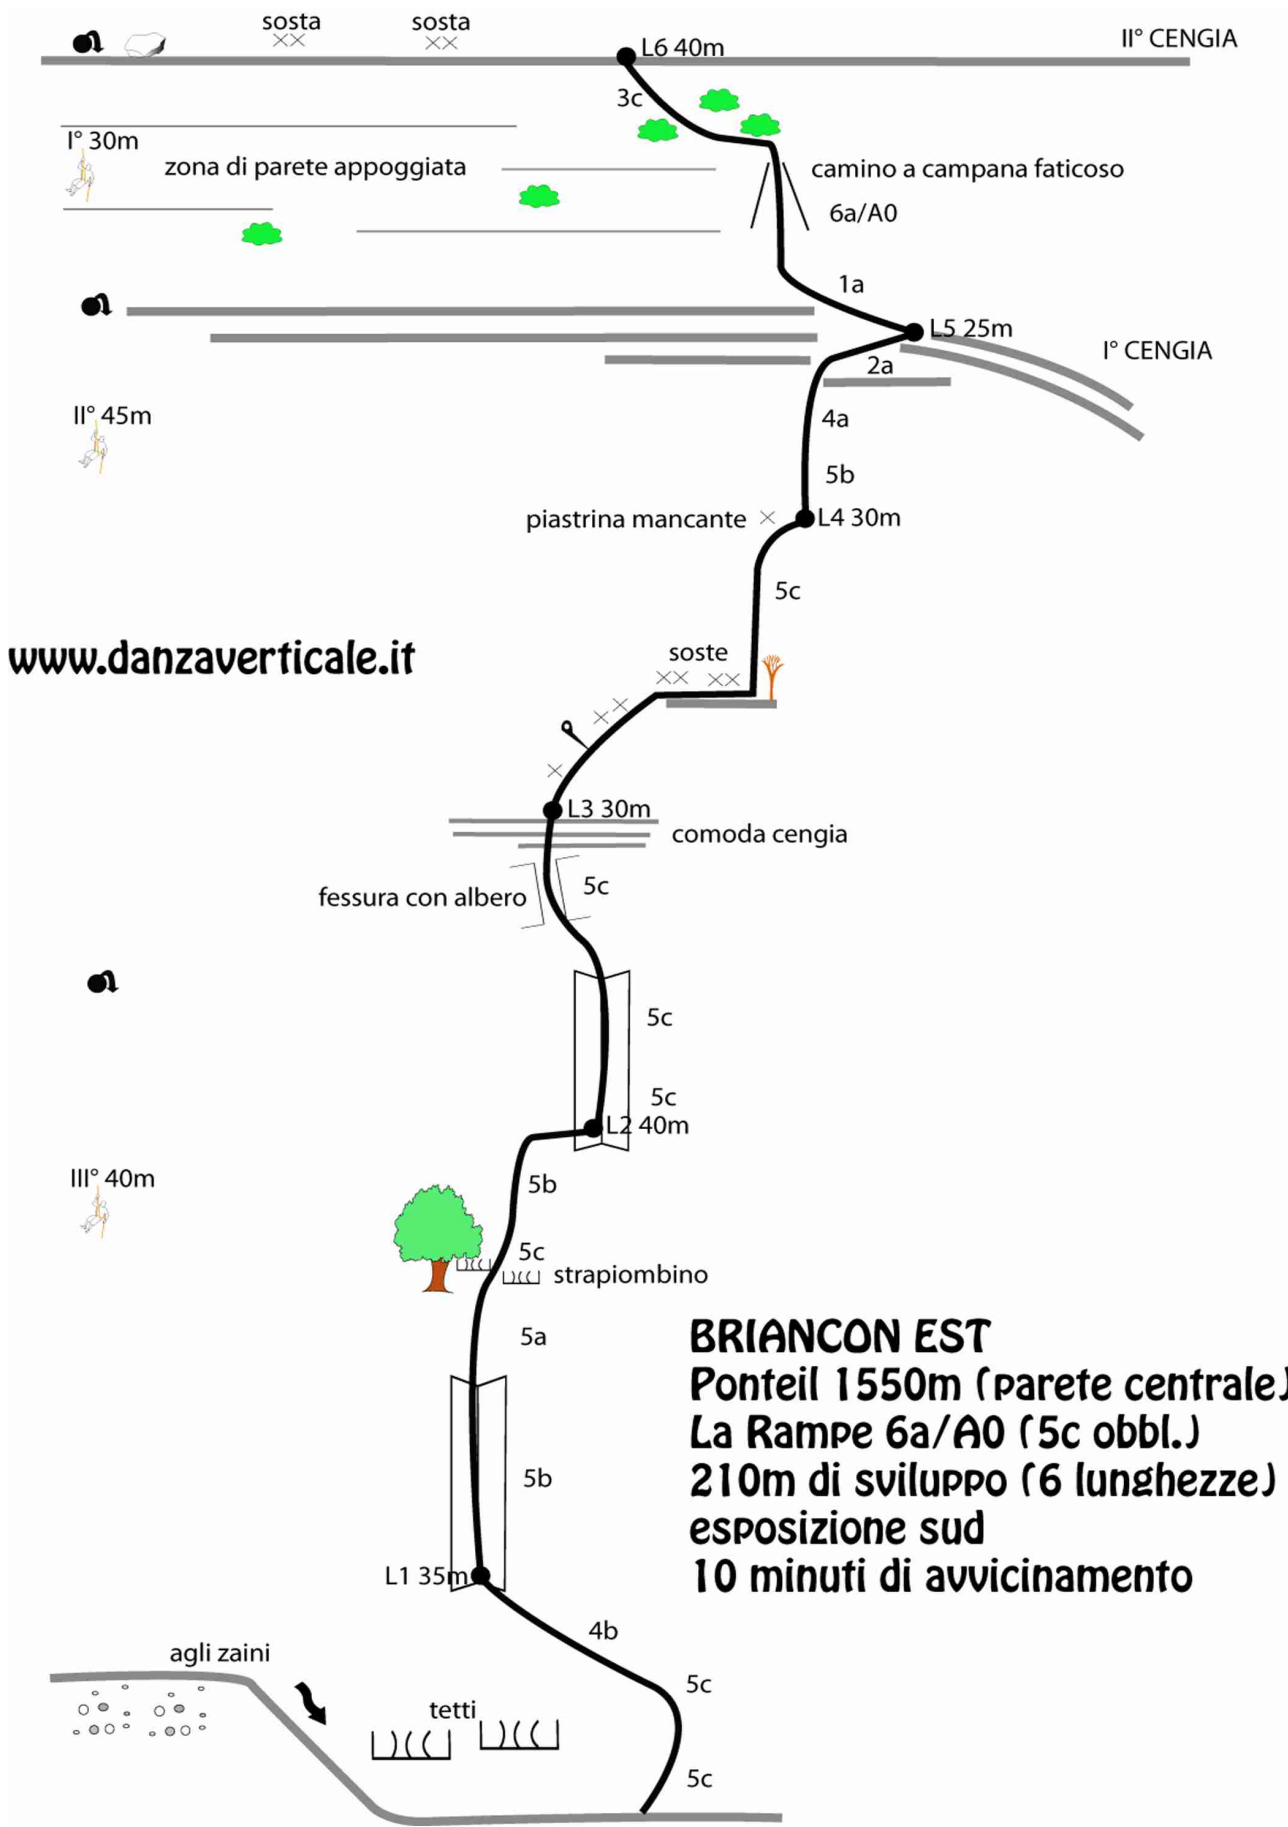 sosta
sosta
II° CENGIA
L6 40m
3c
I° 30m
zona di parete appoggiata
camino a campana faticoso
6a/A0
1a
L5 25m
I° CENGIA
2a
II° 45m
4a
5b
piastrina mancante
L4 30m
5c
www.danzaverticale.it
soste
L3 30m
comoda cengia
fessura con albero
5c
5c
5c
L2 40m
III° 40m
5b
5c
strapiombino
5a
BRIANCON EST
Ponteil 1550m (parete centrale)
La Rampe 6a/A0 (5c obbl.)
210m di sviluppo (6 lunghezze)
esposizione sud
10 minuti di avvicinamento
5b
L1 35m
4b
agli zaini
5c
tetti
5c